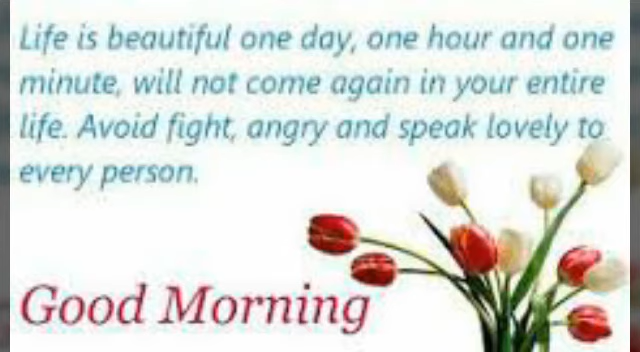 Life is beautiful one day, one hour and one
minute, will not come again in your entire
life. Avoid fight, angry and speak lovely to
every person.
Good Morning